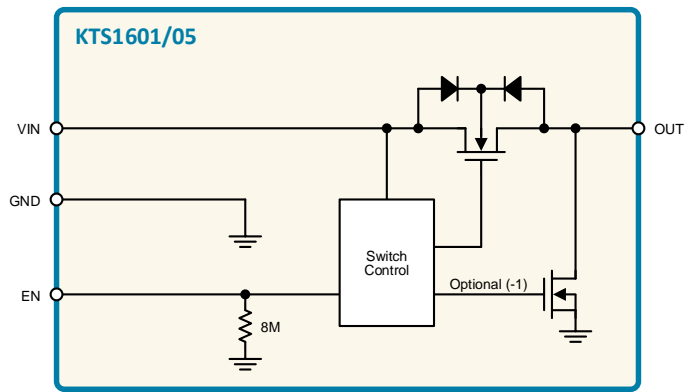 KTS1601/05
VIN
OUT
GND
Switch
Control
Optional (-1)
EN
8M